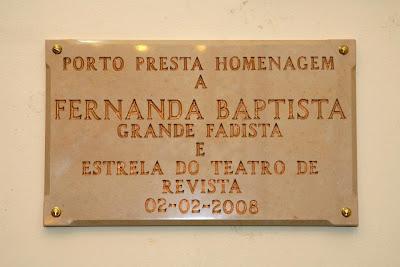 PORTO PRESTA HOMENAGEM
A
FERNANDA BAPTISTA
GRANDE FADISTA
E
ESTRELA DO TEATRO DE
REVISTA
02-02-2008